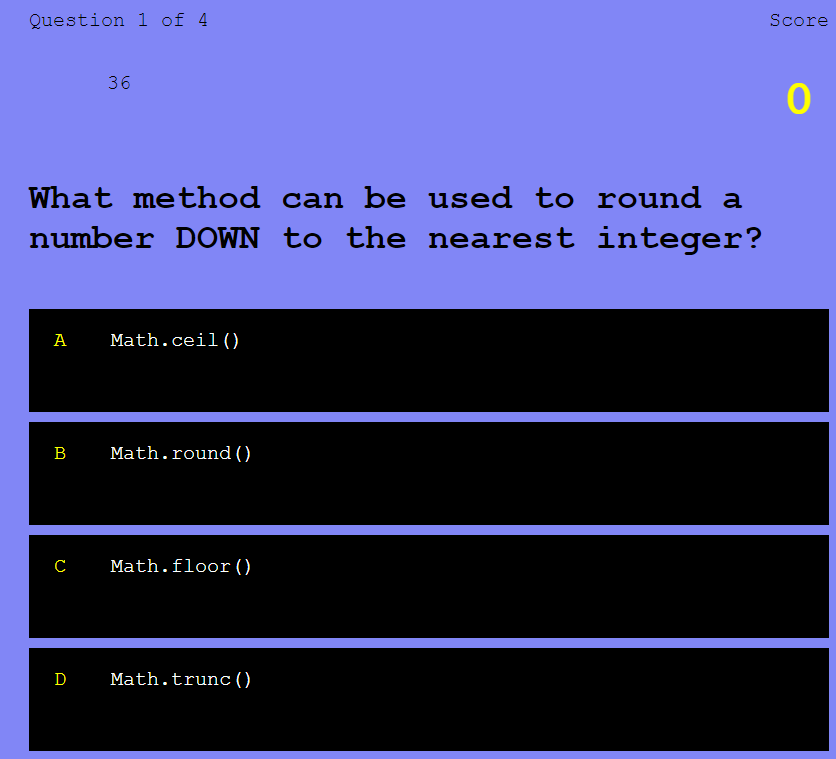 Question 1 of 4
Score
36
0
What method can be used to round a
number DOWN to the nearest integer?
A Math.ceil()
B Math.round()
C Math.floor()
D Math.trunc()